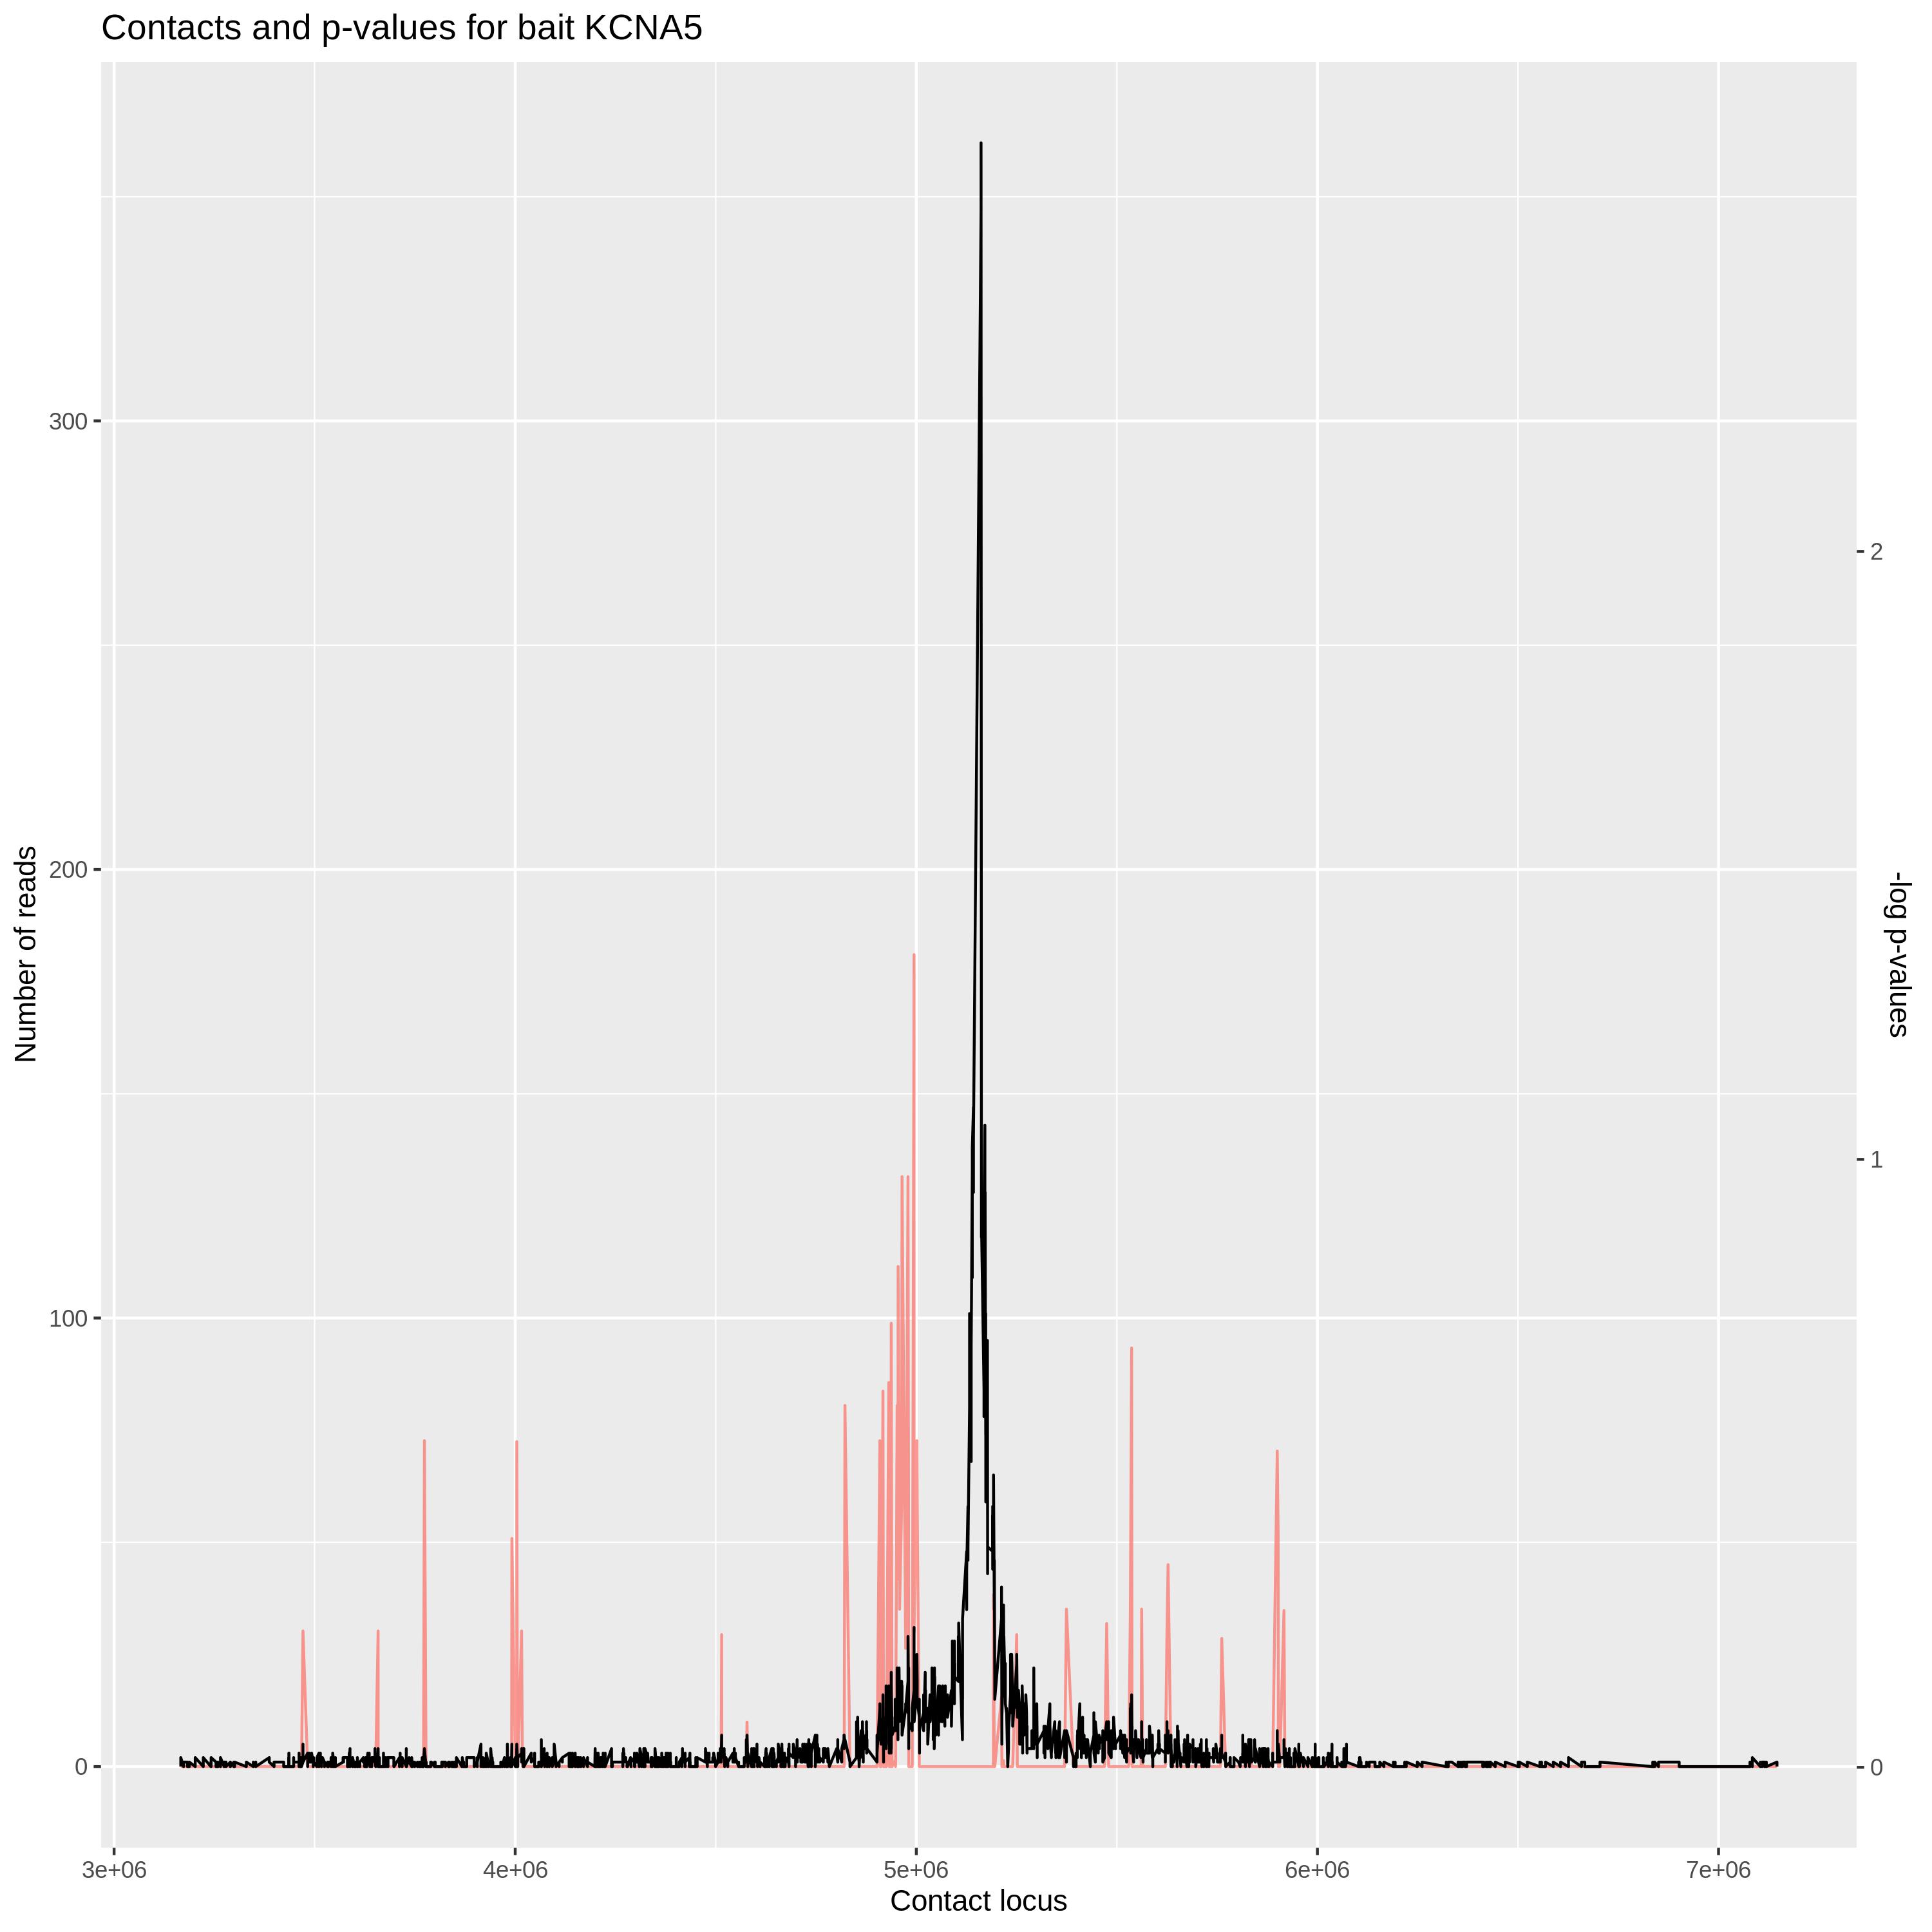 Contacts and p-values for bait KCNA5
Number of reads
300
200
100
0
2
1
0
-log p-values
3e+06 4e+06 5e+06 6e+06 7e+06
Contact locus